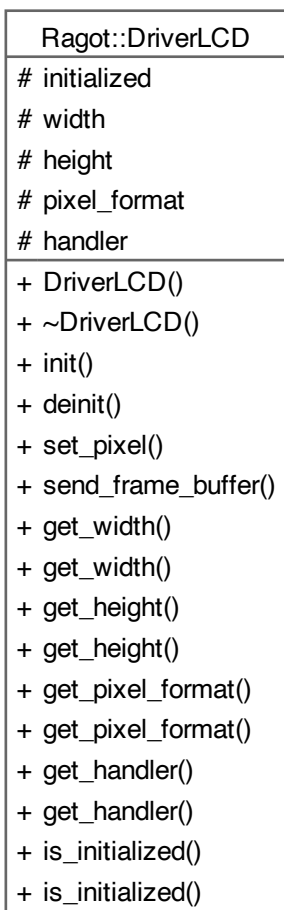 Ragot::DriverLCD
# initialized
# width
# height
# pixel_format
# handler
+ DriverLCD()
+ ~DriverLCD()
+ init()
+ deinit()
+ set_pixel()
+ send_frame_buffer()
+ get_width()
+ get_width()
+ get_height()
+ get_height()
+ get_pixel_format()
+ get_pixel_format()
+ get_handler()
+ get_handler()
+ is_initialized()
+ is_initialized()